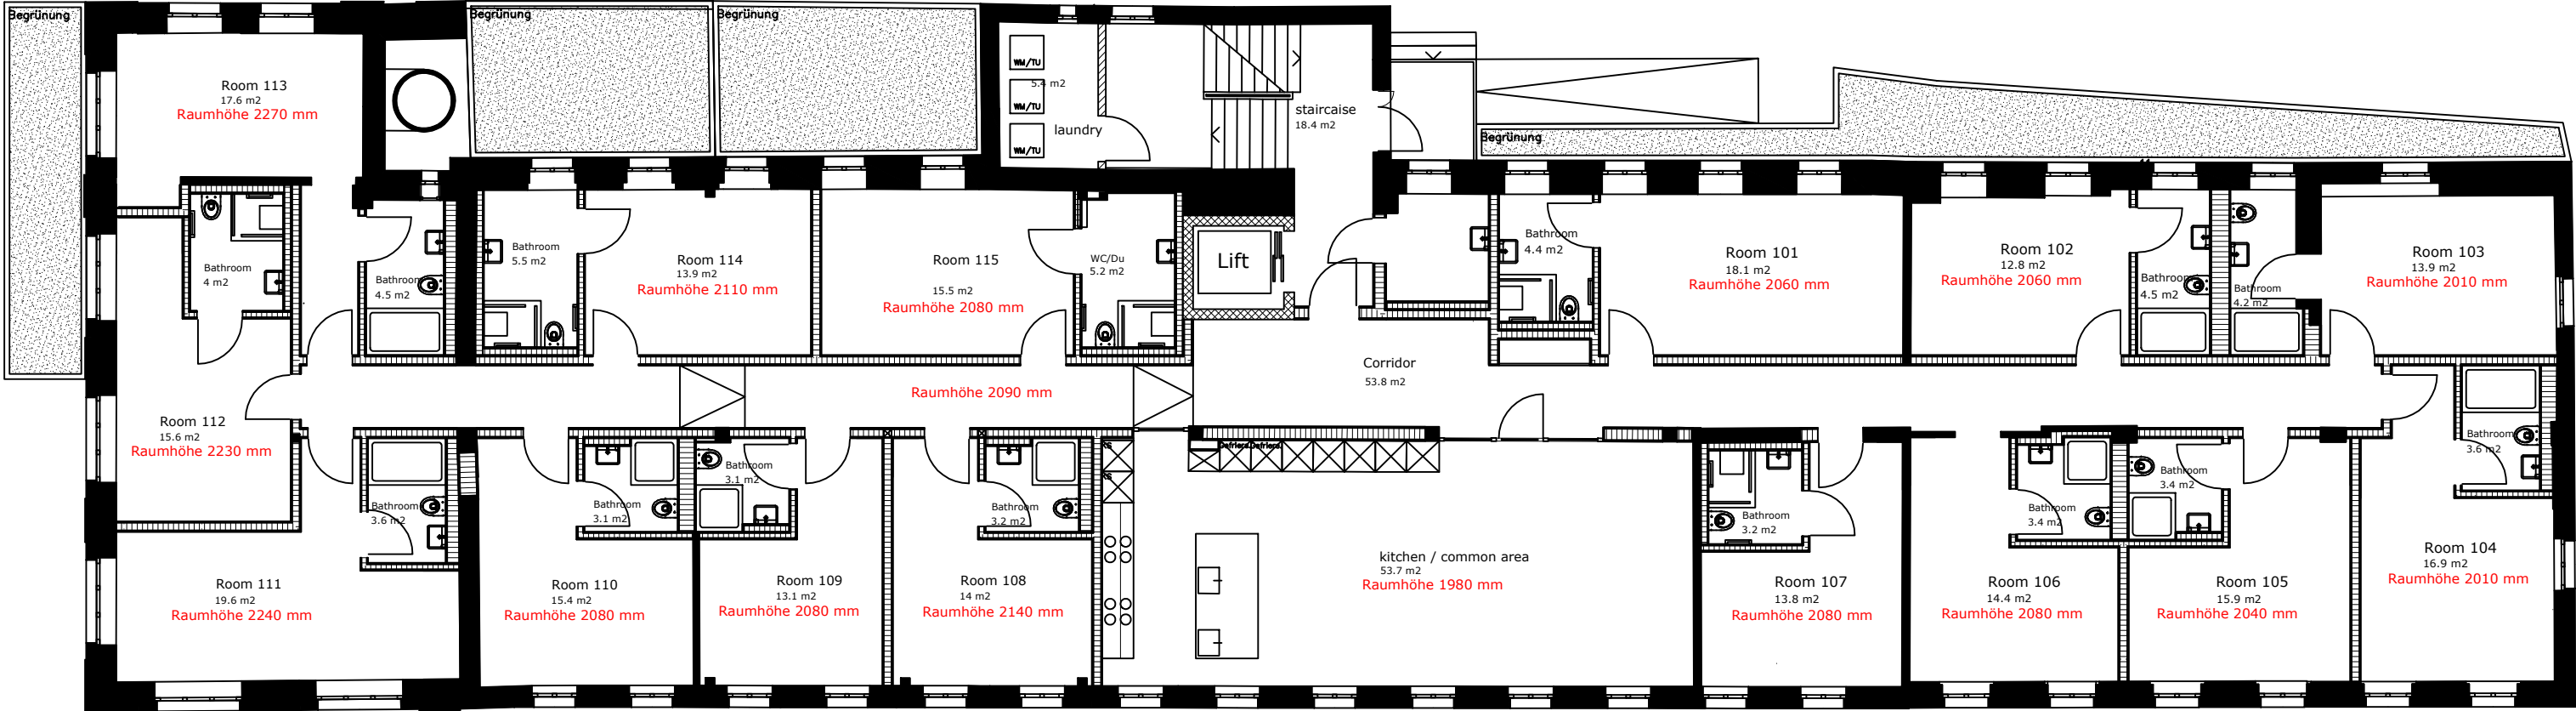 Begrünung
Begrünung
Begrünung
Room 113
17.6 m2
Raumhöhe 2270 mm
WM/TU
5.4 m2
WM/TU
laundry
WM/TU
staircaise
18.4 m2
Begrünung
Bathroom
4 m2
Bathroom
4.5 m2
Bathroom
5.5 m2
Room 114
13.9 m2
Raumhöhe 2110 mm
Room 115
15.5 m2
Raumhöhe 2080 mm
WC/Du
5.2 m2
Lift
Bathroom
4.4 m2
Room 101
18.1 m2
Raumhöhe 2060 mm
Room 102
12.8 m2
Raumhöhe 2060 mm
Bathroom
4.5 m2
Bathroom
4.2 m2
Room 103
13.9 m2
Raumhöhe 2010 mm
Corridor
53.8 m2
Raumhöhe 2090 mm
Room 112
15.6 m2
Raumhöhe 2230 mm
Bathroom
3.6 m2
Bathroom
3.1 m2
Bathroom
3.1 m2
Bathroom
3.2 m2
Bathroom
3.2 m2
Bathroom
3.4 m2
Bathroom
3.4 m2
Bathroom
3.6 m2
Room 111
19.6 m2
Raumhöhe 2240 mm
Room 110
15.4 m2
Raumhöhe 2080 mm
Room 109
13.1 m2
Raumhöhe 2080 mm
Room 108
14 m2
Raumhöhe 2140 mm
kitchen / common area
53.7 m2
Raumhöhe 1980 mm
Room 107
13.8 m2
Raumhöhe 2080 mm
Room 106
14.4 m2
Raumhöhe 2080 mm
Room 105
15.9 m2
Raumhöhe 2040 mm
Room 104
16.9 m2
Raumhöhe 2010 mm